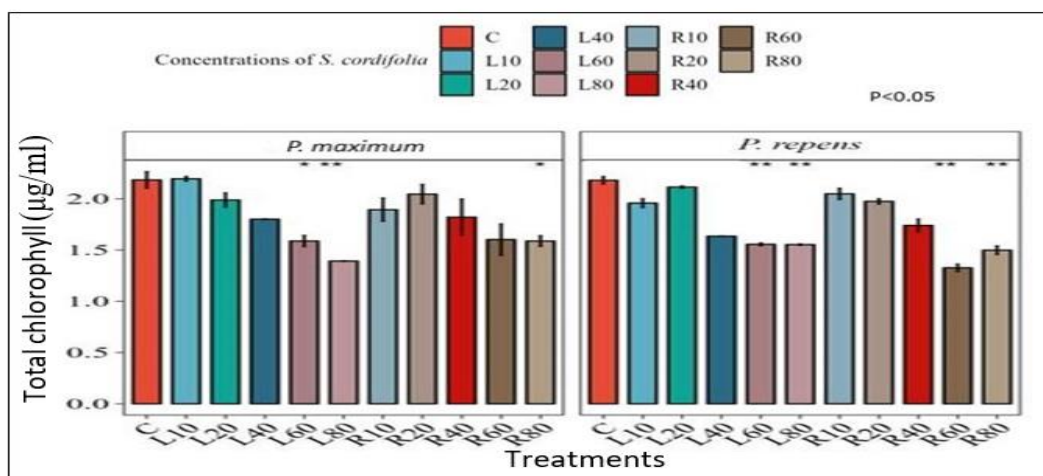 C L40 R10 R60
Concentrations of S. cordifolia L10 L60 R20 R80
L20 L80 R40
P<0.05
P. maximum P. repens
* ** * ** ** ** **
Total chlorophyll (µg/ml)
2.0
1.5
1.0
0.5
0.0
C L10 L20 L40 L60 L80 R10 R20 R40 R60 R80 C L10 L20 L40 L60 L80 R10 R20 R40 R60 R80
Treatments